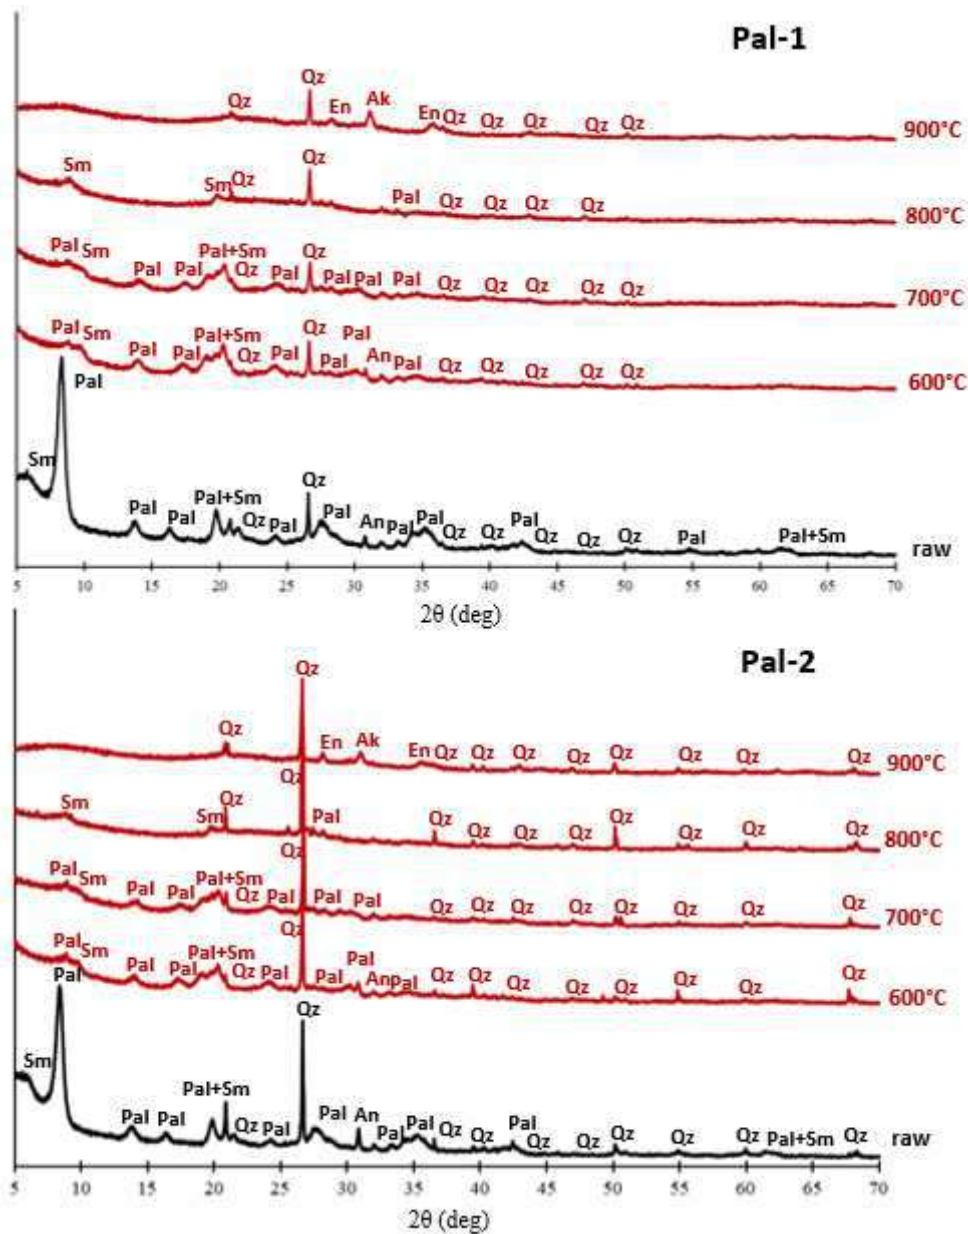 Pal-1
Qz Qz En Ak En Qz Qz Qz Qz Qz 900°C
Sm Sm Qz Qz Pal Qz Qz Qz Qz 800°C
Pal Sm Pal Pal Pal+Sm Qz Pal Qz Pal Pal Pal Qz Qz Qz Qz Qz 700°C
Pal Sm Pal Pal Pal+Sm Qz Pal Qz Pal Pal An Pal Qz Qz Qz Qz Qz 600°C
Sm Pal Pal Pal Pal+Sm Qz Pal Qz Pal An Pal Pal Qz Qz Pal Qz Qz Qz Pal Pal+Sm raw
5 10 15 20 25 30 35 40 45 50 55 60 65 70
2θ (deg)
Pal-2
Qz Qz En Ak En Qz Qz Qz Qz Qz Qz Qz Qz 900°C
Sm Sm Qz Qz Pal Qz Qz Qz Qz Qz Qz Qz Qz 800°C
Pal Sm Pal Pal Pal+Sm Qz Pal Qz Pal Pal Qz Qz Qz Qz Qz Qz Qz Qz 700°C
Pal Sm Pal Pal Pal+Sm Qz Pal Qz Pal Pal An Pal Qz Qz Qz Qz Qz Qz Qz Qz 600°C
Sm Pal Pal Pal Pal+Sm Qz Pal Qz Pal An Pal Pal Qz Qz Pal Qz Qz Qz Qz Qz Pal+Sm Qz raw
5 10 15 20 25 30 35 40 45 50 55 60 65 70
2θ (deg)